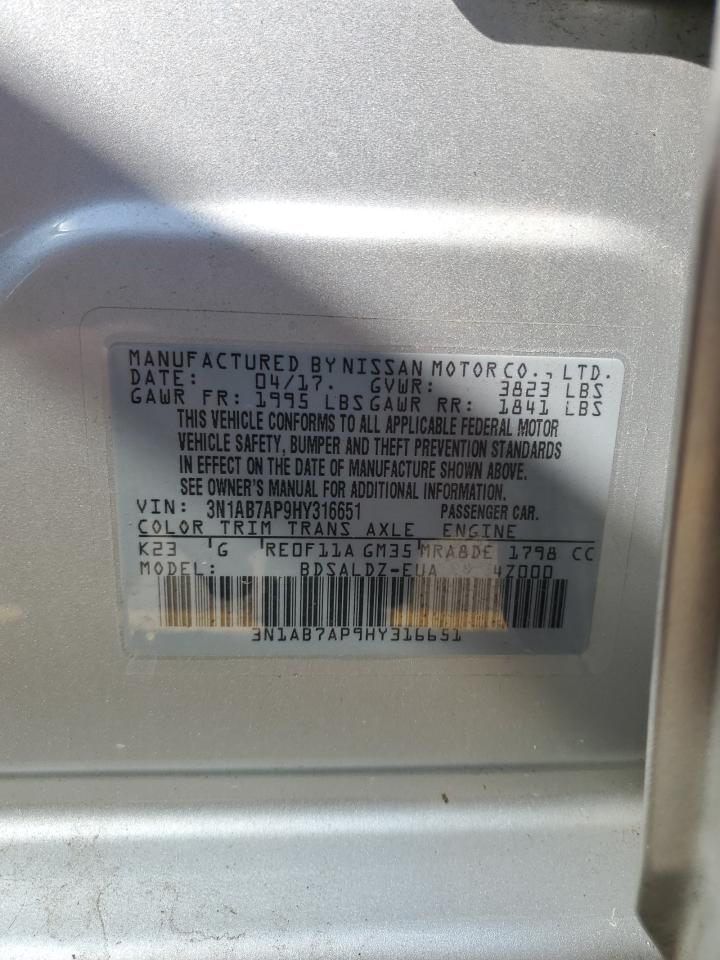 MANUFACTURED BY NISSAN MOTOR CO., LTD.
DATE: 04/17. GVWR: 3823 LBS
GAWR FR: 1995 LBS GAWR RR: 1841 LBS
THIS VEHICLE CONFORMS TO ALL APPLICABLE FEDERAL MOTOR
VEHICLE SAFETY, BUMPER AND THEFT PREVENTION STANDARDS
IN EFFECT ON THE DATE OF MANUFACTURE SHOWN ABOVE.
SEE OWNER'S MANUAL FOR ADDITIONAL INFORMATION.
VIN: 3N1AB7AP9HY316651 PASSENGER CAR.
COLOR TRIM TRANS AXLE ENGINE
K23 G RE0F11A GM35 MRA8DE 1798 CC
MODEL: BDSALDZ-EUA 4Z000
3N1AB7AP9HY316651